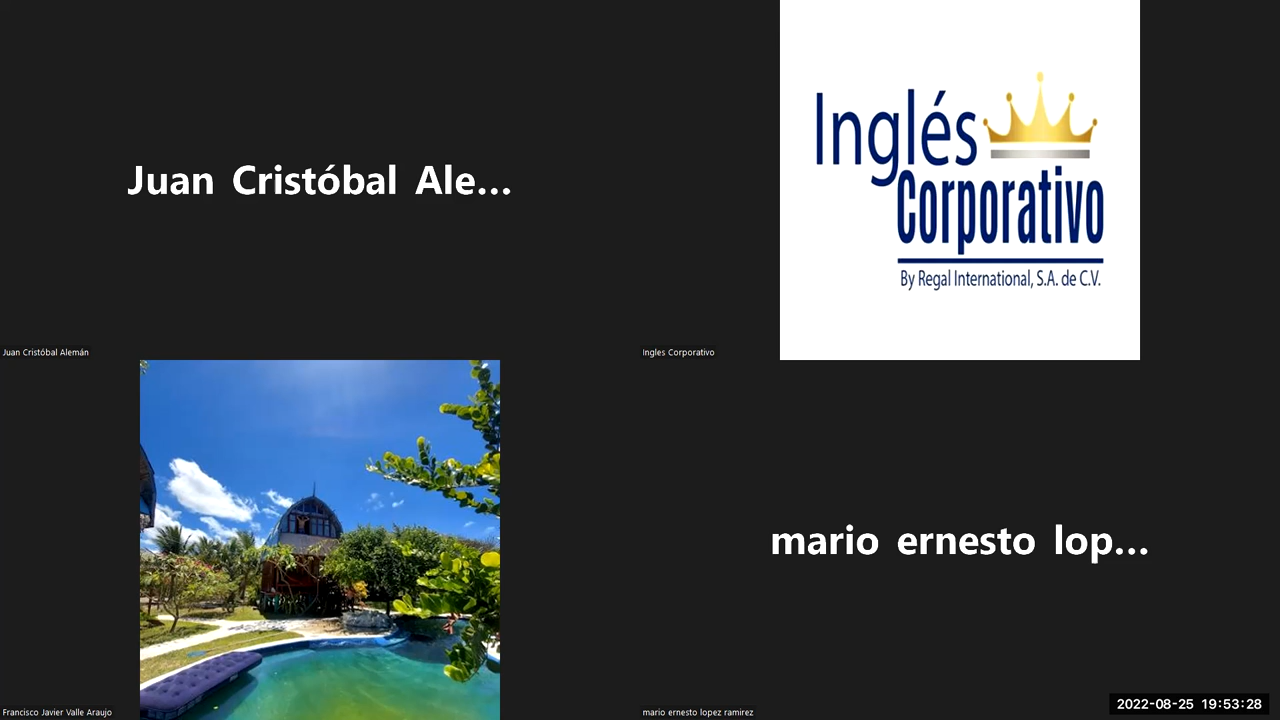 Juan Cristóbal Ale...
Inglés
Corporativo
By Regal International, S.A. de C.V.
Juan Cristóbal Alemán
Ingles Corporativo
mario ernesto lop...
Francisco Javier Valle Araujo
mario ernesto lopez ramirez
2022-08-25 19:53:28